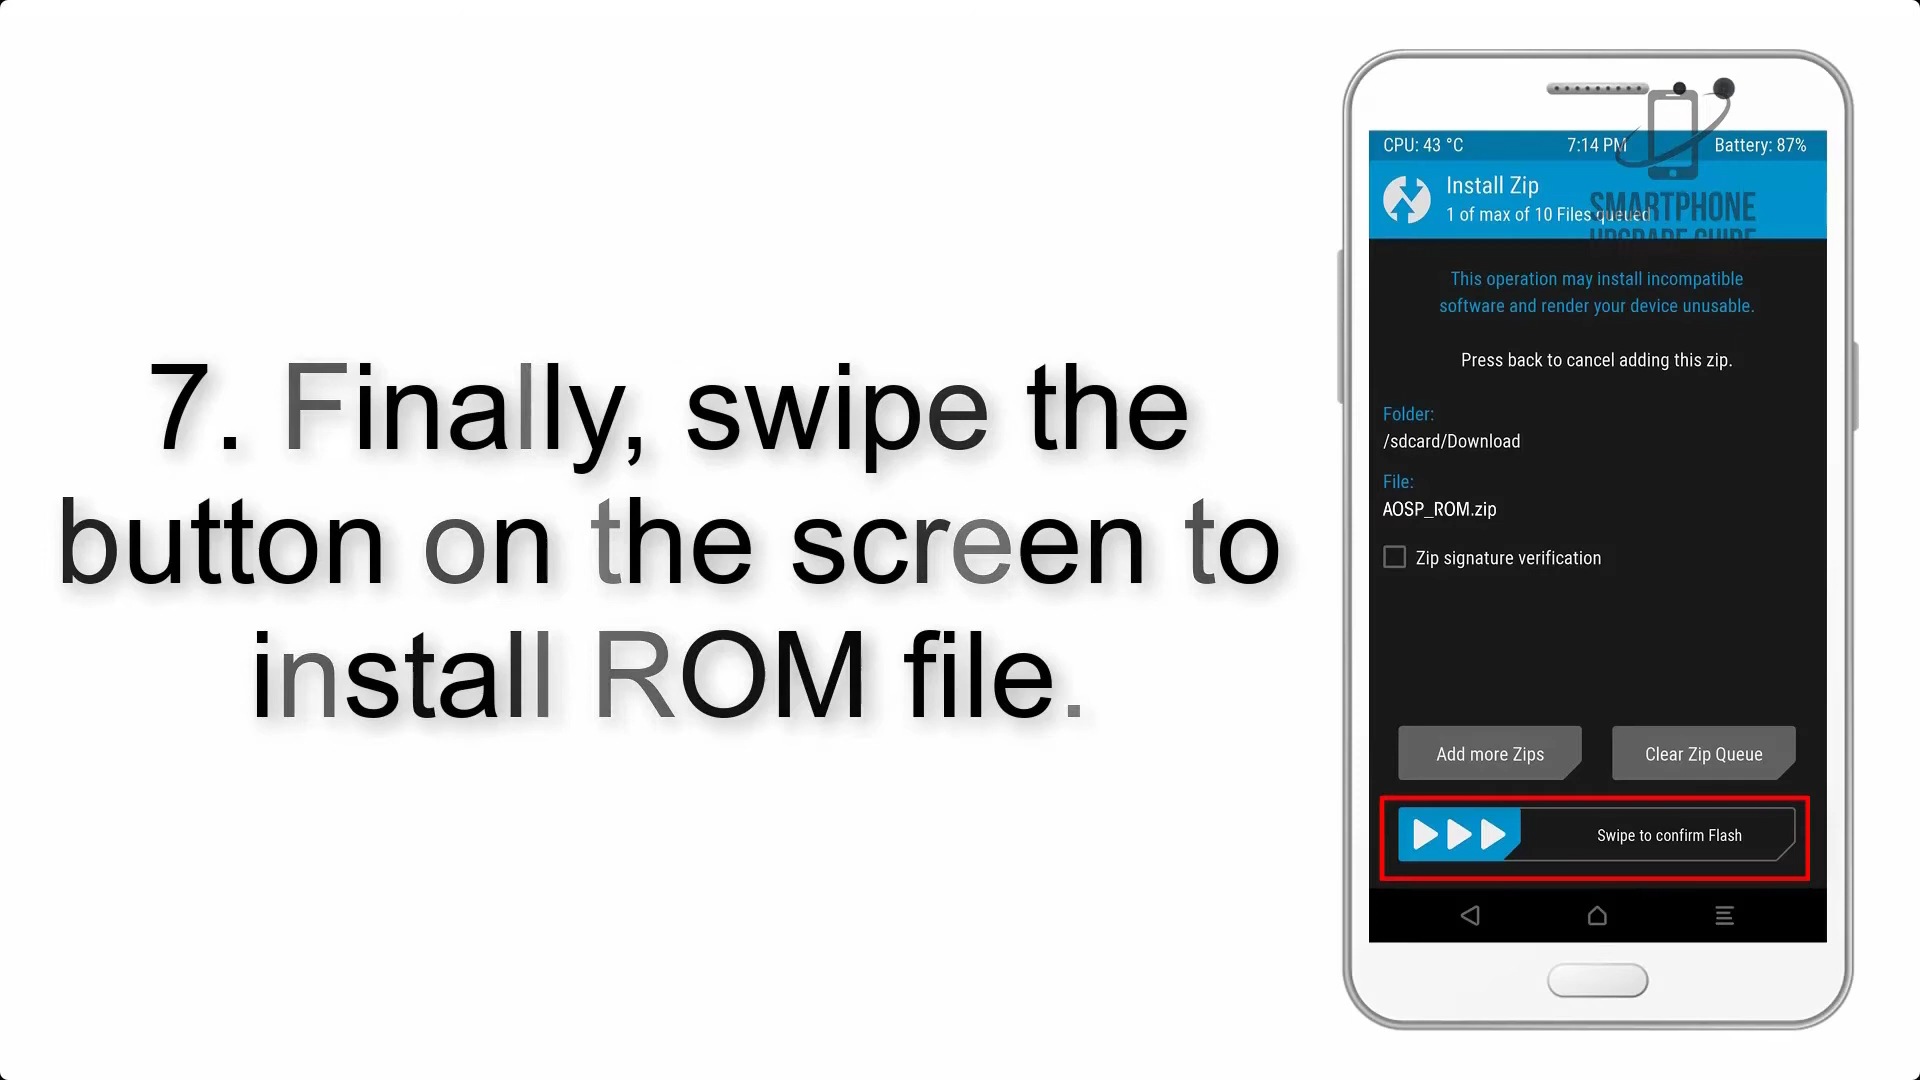 7. Finally, swipe the
button on the screen to
install ROM file.
CPU: 43 °C 7:14 PM Battery: 87%
Install Zip
1 of max of 10 Files queued
SMARTPHONE
UPGRADE GUIDE
This operation may install incompatible
software and render your device unusable.
Press back to cancel adding this zip.
Folder:
/sdcard/Download
File:
AOSP_ROM.zip
Zip signature verification
Add more Zips Clear Zip Queue
Swipe to confirm Flash